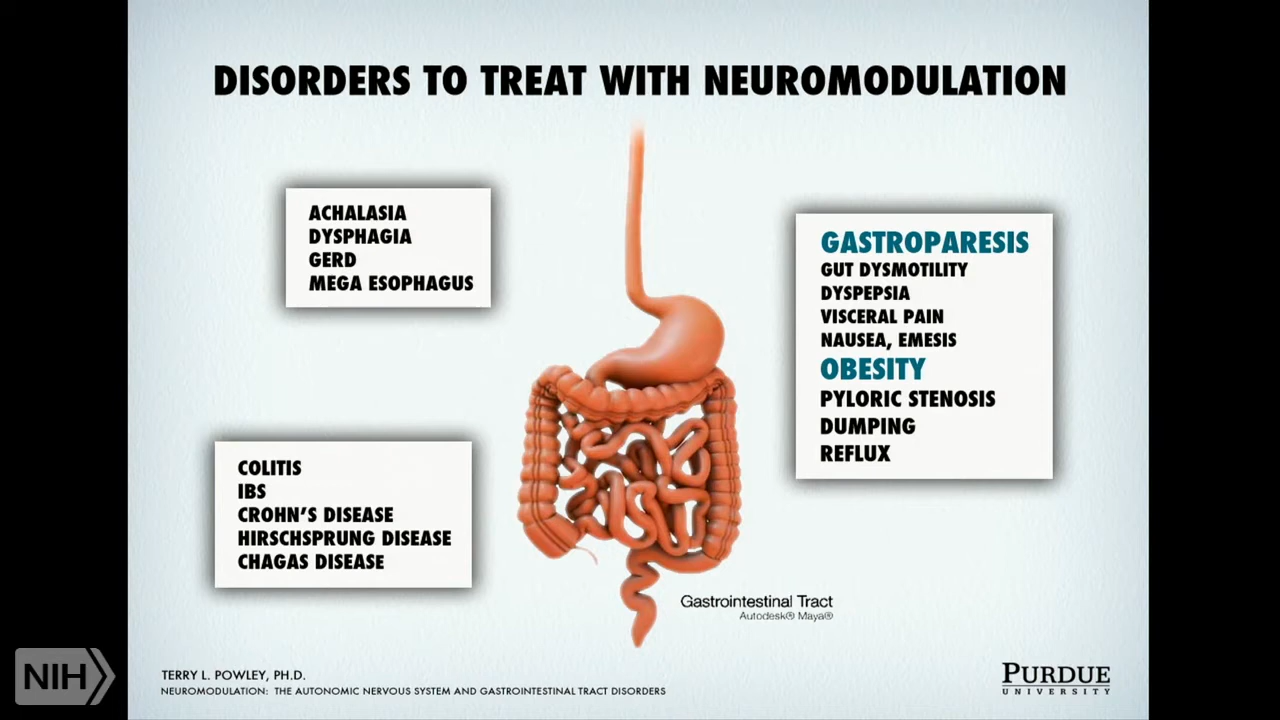 DISORDERS TO TREAT WITH NEUROMODULATION
ACHALASIA
DYSPHAGIA
GERD
MEGA ESOPHAGUS
GASTROPARESIS
GUT DYSMOTILITY
DYSPEPSIA
VISCERAL PAIN
NAUSEA, EMESIS
OBESITY
PYLORIC STENOSIS
DUMPING
REFLUX
COLITIS
IBS
CROHN'S DISEASE
HIRSCHSPRUNG DISEASE
CHAGAS DISEASE
Gastrointestinal Tract
Autodesk® Maya®
NIH
TERRY L. POWLEY, PH.D.
NEUROMODULATION: THE AUTONOMIC NERVOUS SYSTEM AND GASTROINTESTINAL TRACT DISORDERS
PURDUE
UNIVERSITY